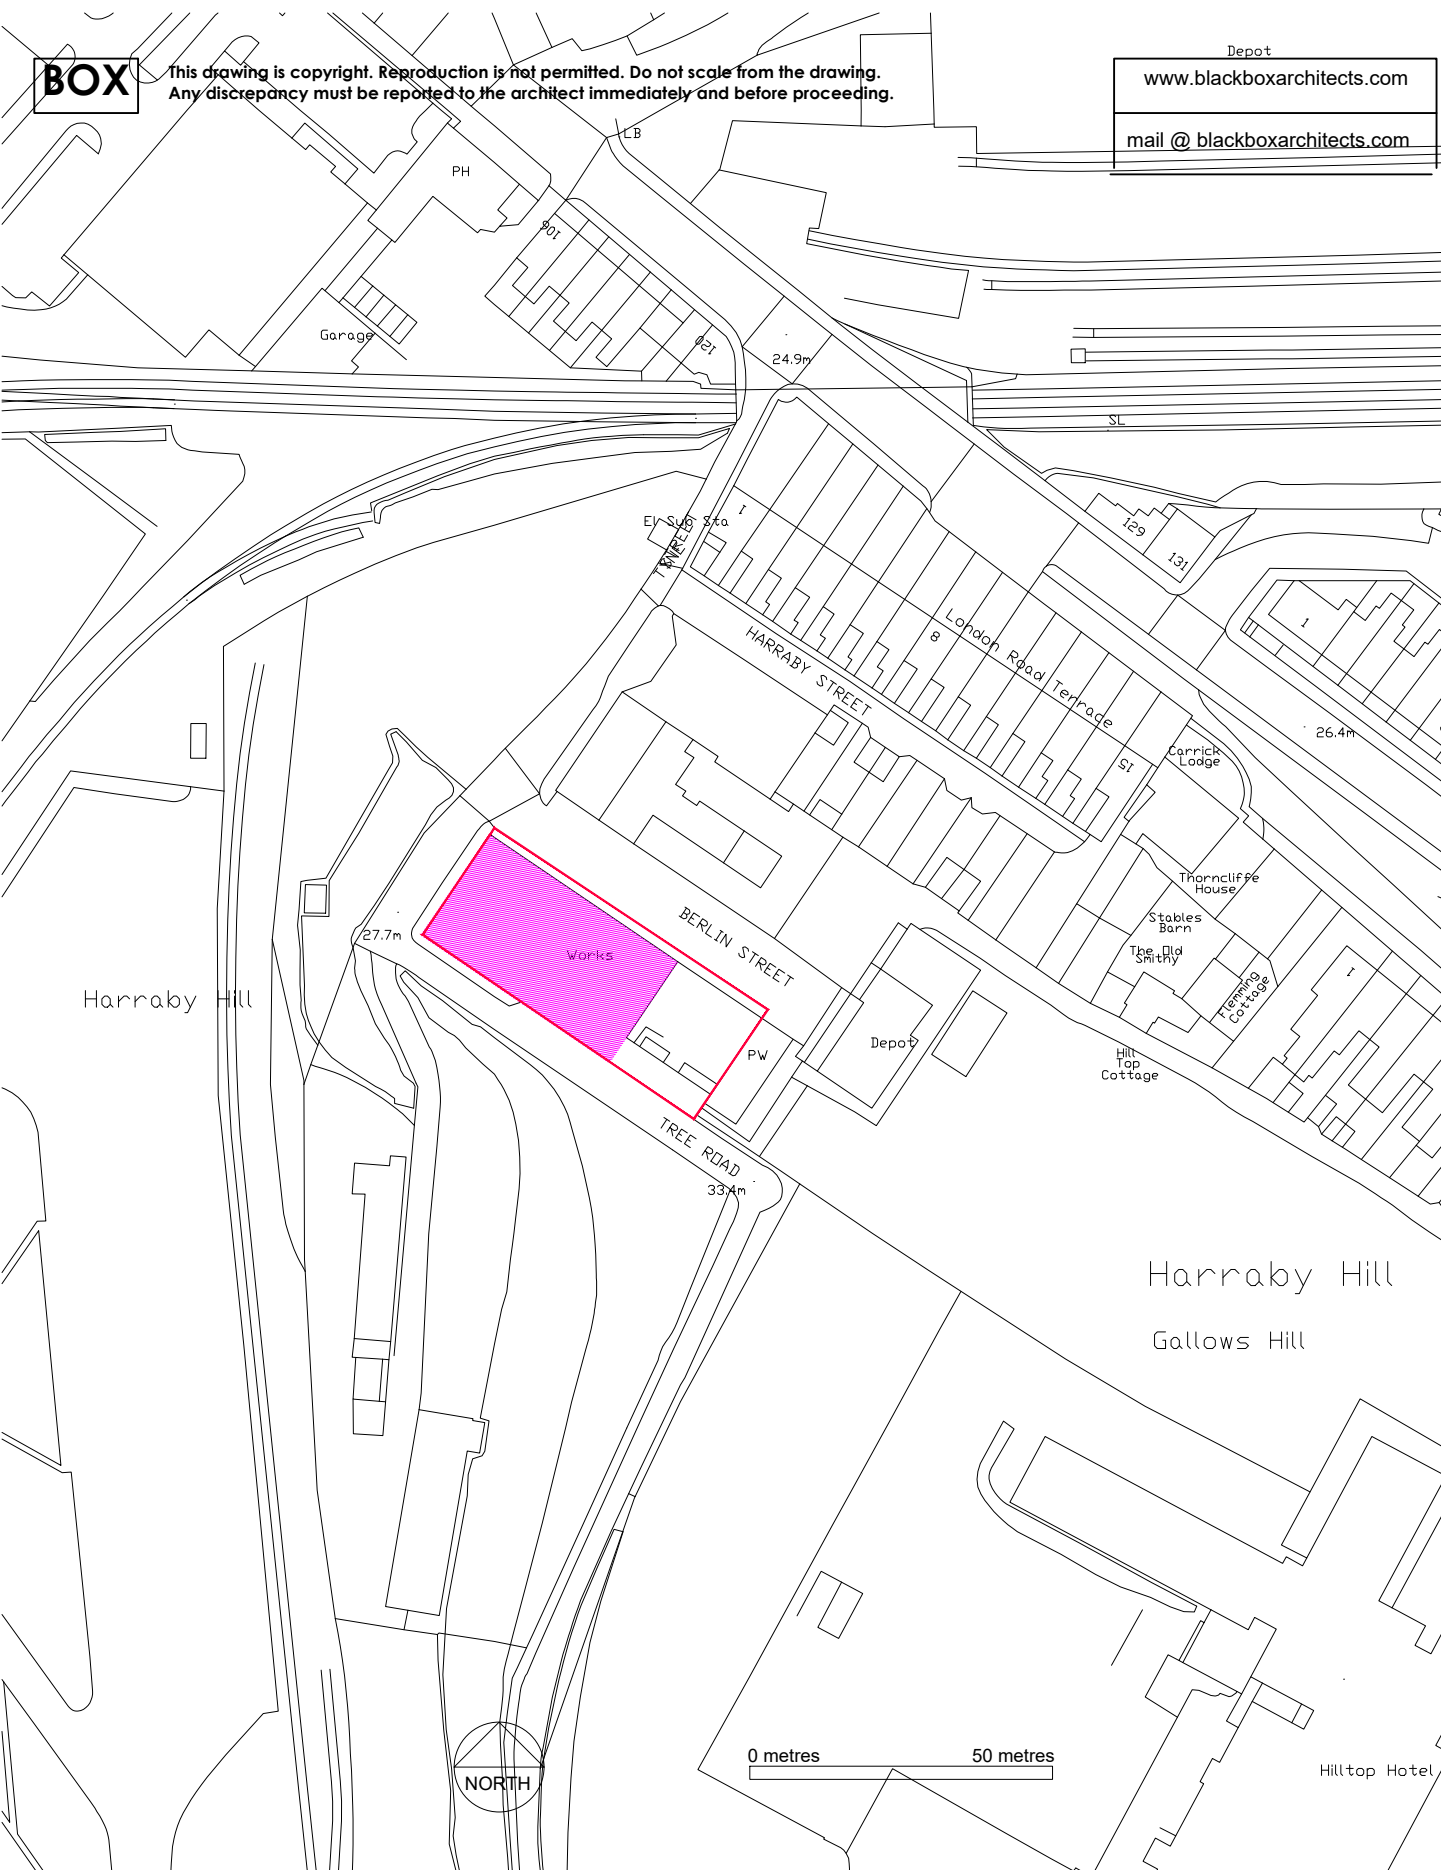 BOX
This drawing is copyright. Reproduction is not permitted. Do not scale from the drawing.
Any discrepancy must be reported to the architect immediately and before proceeding.
Depot
www.blackboxarchitects.com
mail @ blackboxarchitects.com
LB
PH
106
Garage
120
24.9m
SL
1
El Sub Sta
129
131
London Road Terrace
8
HARRABY STREET
1
15
26.4m
Carrick
Lodge
Thorncliffe
House
Stables
Barn
The Old
Smithy
Flemming
Cottage
1
BERLIN STREET
27.7m
Works
Harraby Hill
PW
Depot
Hill
Top
Cottage
TREE ROAD
33.4m
Harraby Hill
Gallows Hill
0 metres
50 metres
NORTH
Hilltop Hotel